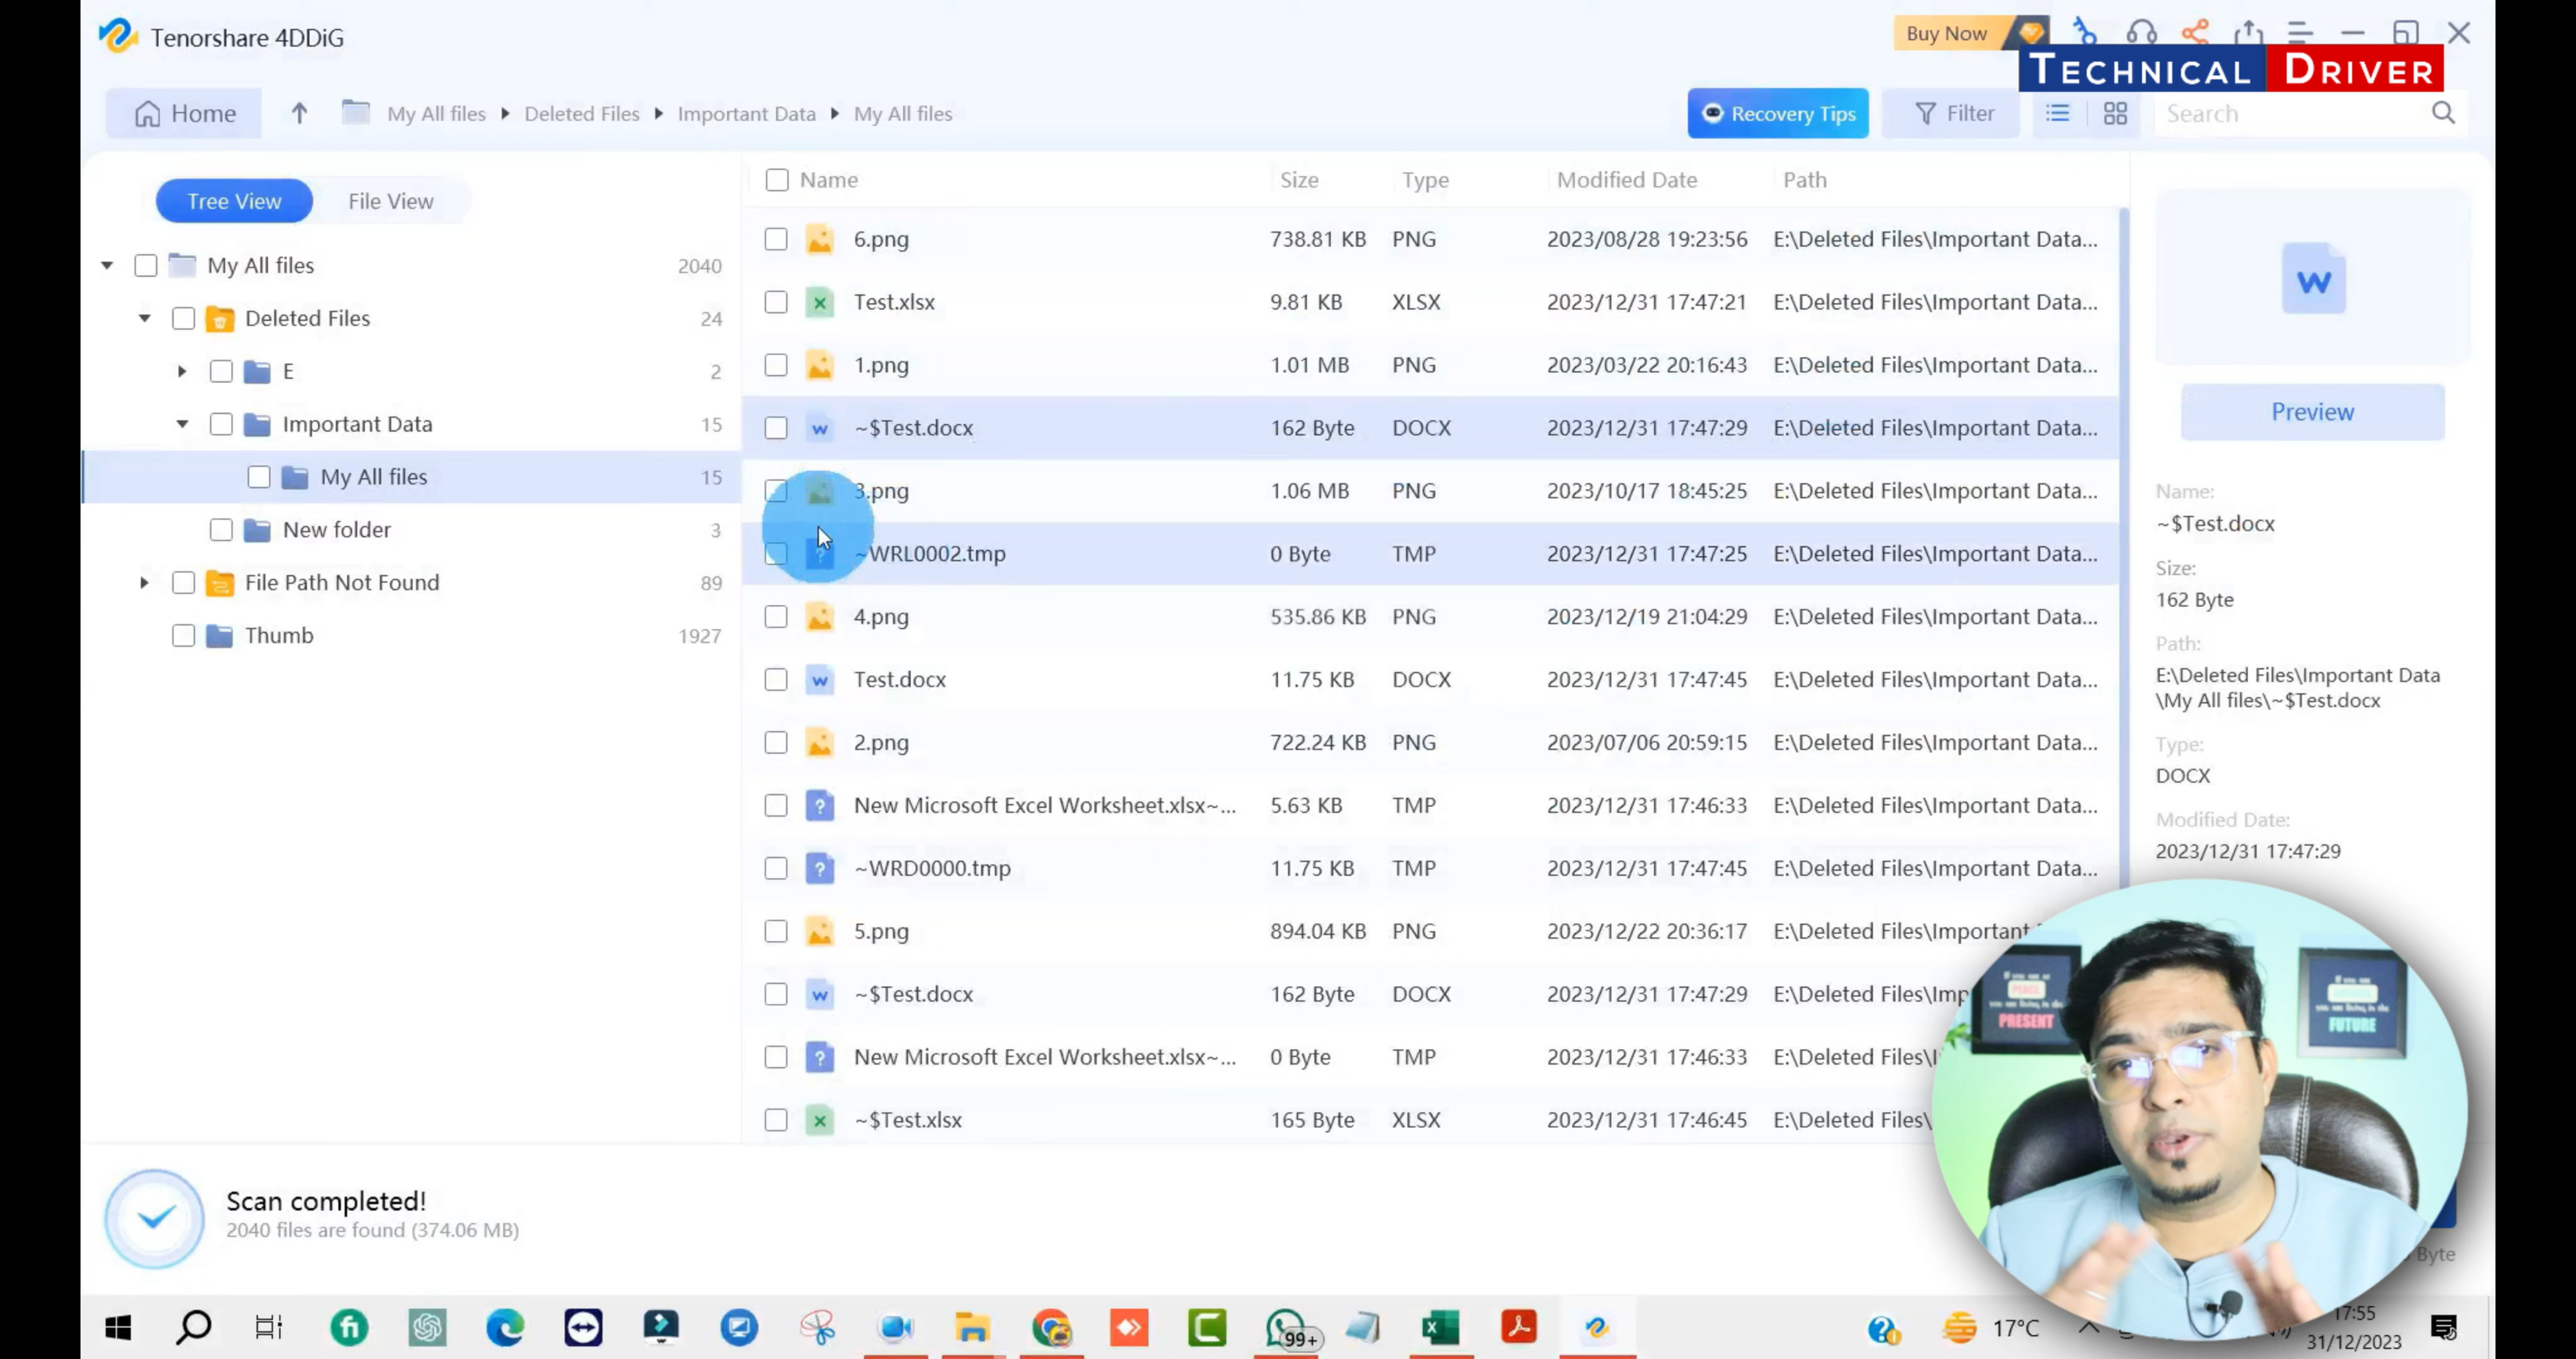 Tenorshare 4DDiG
Buy Now
TECHNICAL DRIVER
Home
My All files
Deleted Files
Important Data
My All files
Recovery Tips
Filter
Search
Tree View
File View
My All files 2040
Deleted Files 24
E 2
Important Data 15
My All files 15
New folder 3
File Path Not Found 89
Thumb 1927
Name Size Type Modified Date Path
6.png 738.81 KB PNG 2023/08/28 19:23:56 E:\Deleted Files\Important Data...
Test.xlsx 9.81 KB XLSX 2023/12/31 17:47:21 E:\Deleted Files\Important Data...
1.png 1.01 MB PNG 2023/03/22 20:16:43 E:\Deleted Files\Important Data...
~$Test.docx 162 Byte DOCX 2023/12/31 17:47:29 E:\Deleted Files\Important Data...
3.png 1.06 MB PNG 2023/10/17 18:45:25 E:\Deleted Files\Important Data...
~WRL0002.tmp 0 Byte TMP 2023/12/31 17:47:25 E:\Deleted Files\Important Data...
4.png 535.86 KB PNG 2023/12/19 21:04:29 E:\Deleted Files\Important Data...
Test.docx 11.75 KB DOCX 2023/12/31 17:47:45 E:\Deleted Files\Important Data...
2.png 722.24 KB PNG 2023/07/06 20:59:15 E:\Deleted Files\Important Data...
New Microsoft Excel Worksheet.xlsx~... 5.63 KB TMP 2023/12/31 17:46:33 E:\Deleted Files\Important Data...
~WRD0000.tmp 11.75 KB TMP 2023/12/31 17:47:45 E:\Deleted Files\Important Data...
5.png 894.04 KB PNG 2023/12/22 20:36:17 E:\Deleted Files\Important
~$Test.docx 162 Byte DOCX 2023/12/31 17:47:29 E:\Deleted Files\Imp
New Microsoft Excel Worksheet.xlsx~... 0 Byte TMP 2023/12/31 17:46:33 E:\Deleted Files\I
~$Test.xlsx 165 Byte XLSX 2023/12/31 17:46:45 E:\Deleted Files\
Preview
Name:
~$Test.docx
Size:
162 Byte
Path:
E:\Deleted Files\Important Data
\My All files\~$Test.docx
Type:
DOCX
Modified Date:
2023/12/31 17:47:29
PRESENT
FUTURE
Scan completed!
2040 files are found (374.06 MB)
Byte
99+
17°C
17:55
31/12/2023